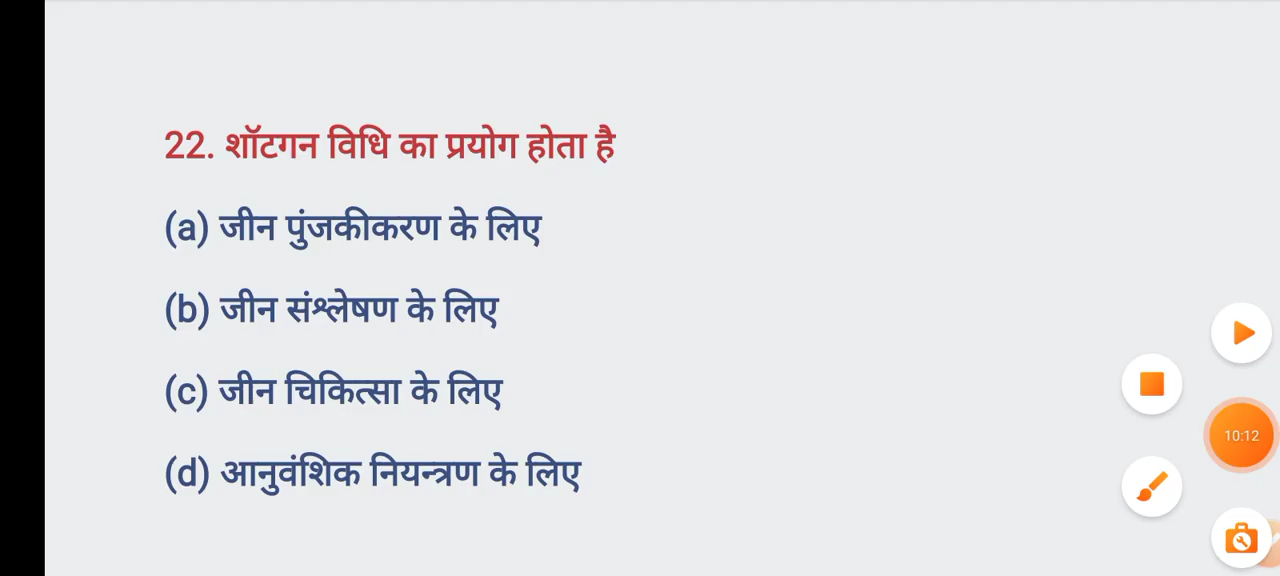 22. शॉटगन विधि का प्रयोग होता है
(a) जीन पुंजकीकरण के लिए
(b) जीन संश्लेषण के लिए
(c) जीन चिकित्सा के लिए
(d) आनुवंशिक नियन्त्रण के लिए
10:12